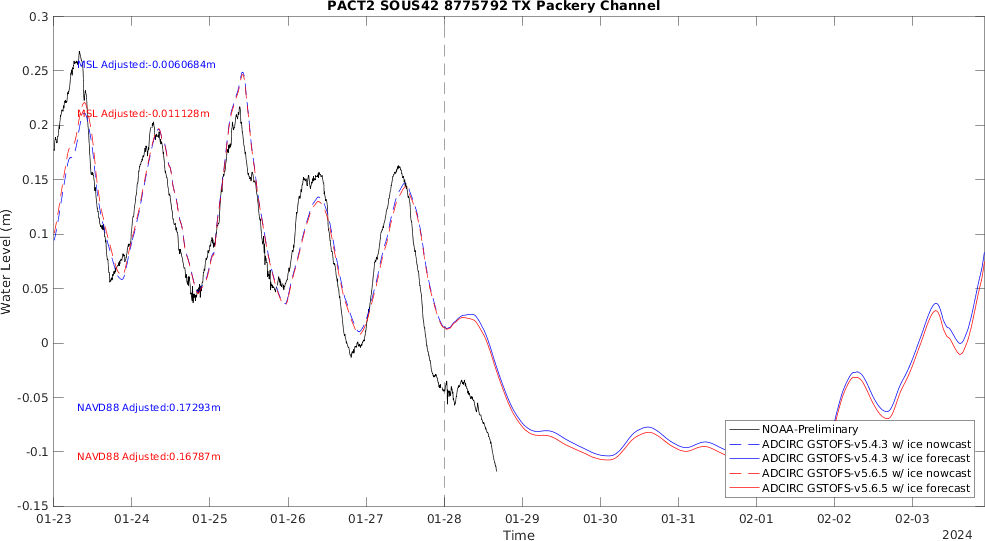 PACT2 SOUS42 8775792 TX Packery Channel
0.3
0.25
0.2
0.15
0.1
0.05
0
-0.05
-0.1
-0.15
Water Level (m)
MSL Adjusted:-0.0060684m
MSL Adjusted:-0.011128m
NAVD88 Adjusted:0.17293m
NAVD88 Adjusted:0.16787m
NOAA-Preliminary
ADCIRC GSTOFS-v5.4.3 w/ ice nowcast
ADCIRC GSTOFS-v5.4.3 w/ ice forecast
ADCIRC GSTOFS-v5.6.5 w/ ice nowcast
ADCIRC GSTOFS-v5.6.5 w/ ice forecast
01-23 01-24 01-25 01-26 01-27 01-28 01-29 01-30 01-31 02-01 02-02 02-03
Time
2024